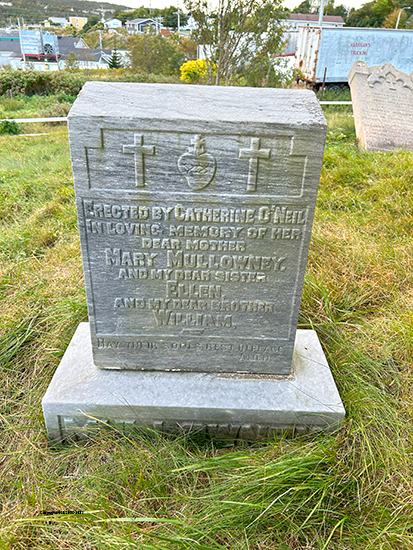 ERECTED BY CATHERINE O'NEIL
IN LOVING MEMORY OF HER
DEAR MOTHER
MARY MULLOWNEY,
AND MY DEAR SISTER
ELLEN,
AND MY DEAR BROTHER
WILLIAM.
MAY THEIR SOULS REST IN PEACE
AMEN